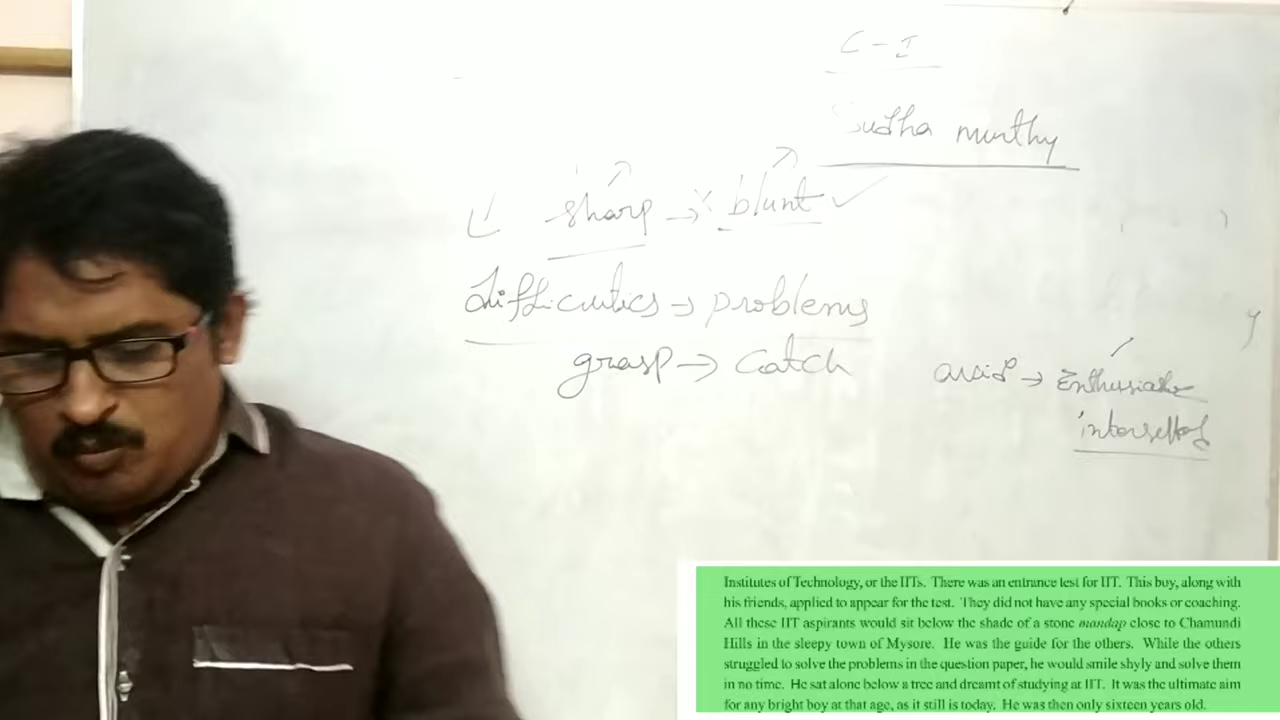 C - I
Sudha murthy
sharp → x blunt ✓
difficulties → problems
grasp → catch
avid →
Institutes of Technology, or the IITs. There was an entrance test for IIT. This boy, along with
his friends, applied to appear for the test. They did not have any special books or coaching.
All these IIT aspirants would sit below the shade of a stone mandap close to Chamundi
Hills in the sleepy town of Mysore. He was the guide for the others. While the others
struggled to solve the problems in the question paper, he would smile shyly and solve them
in no time. He sat alone below a tree and dreamt of studying at IIT. It was the ultimate aim
for any bright boy at that age, as it still is today. He was then only sixteen years old.